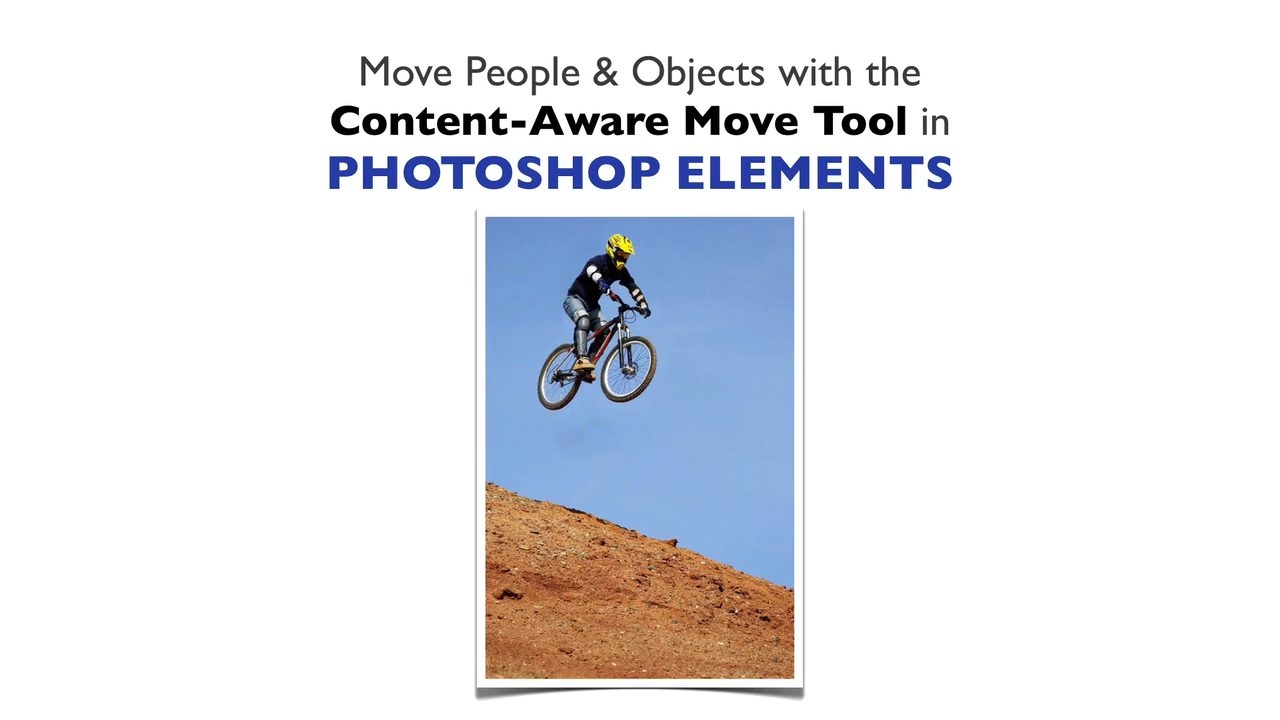 Move People & Objects with the
Content-Aware Move Tool in
PHOTOSHOP ELEMENTS